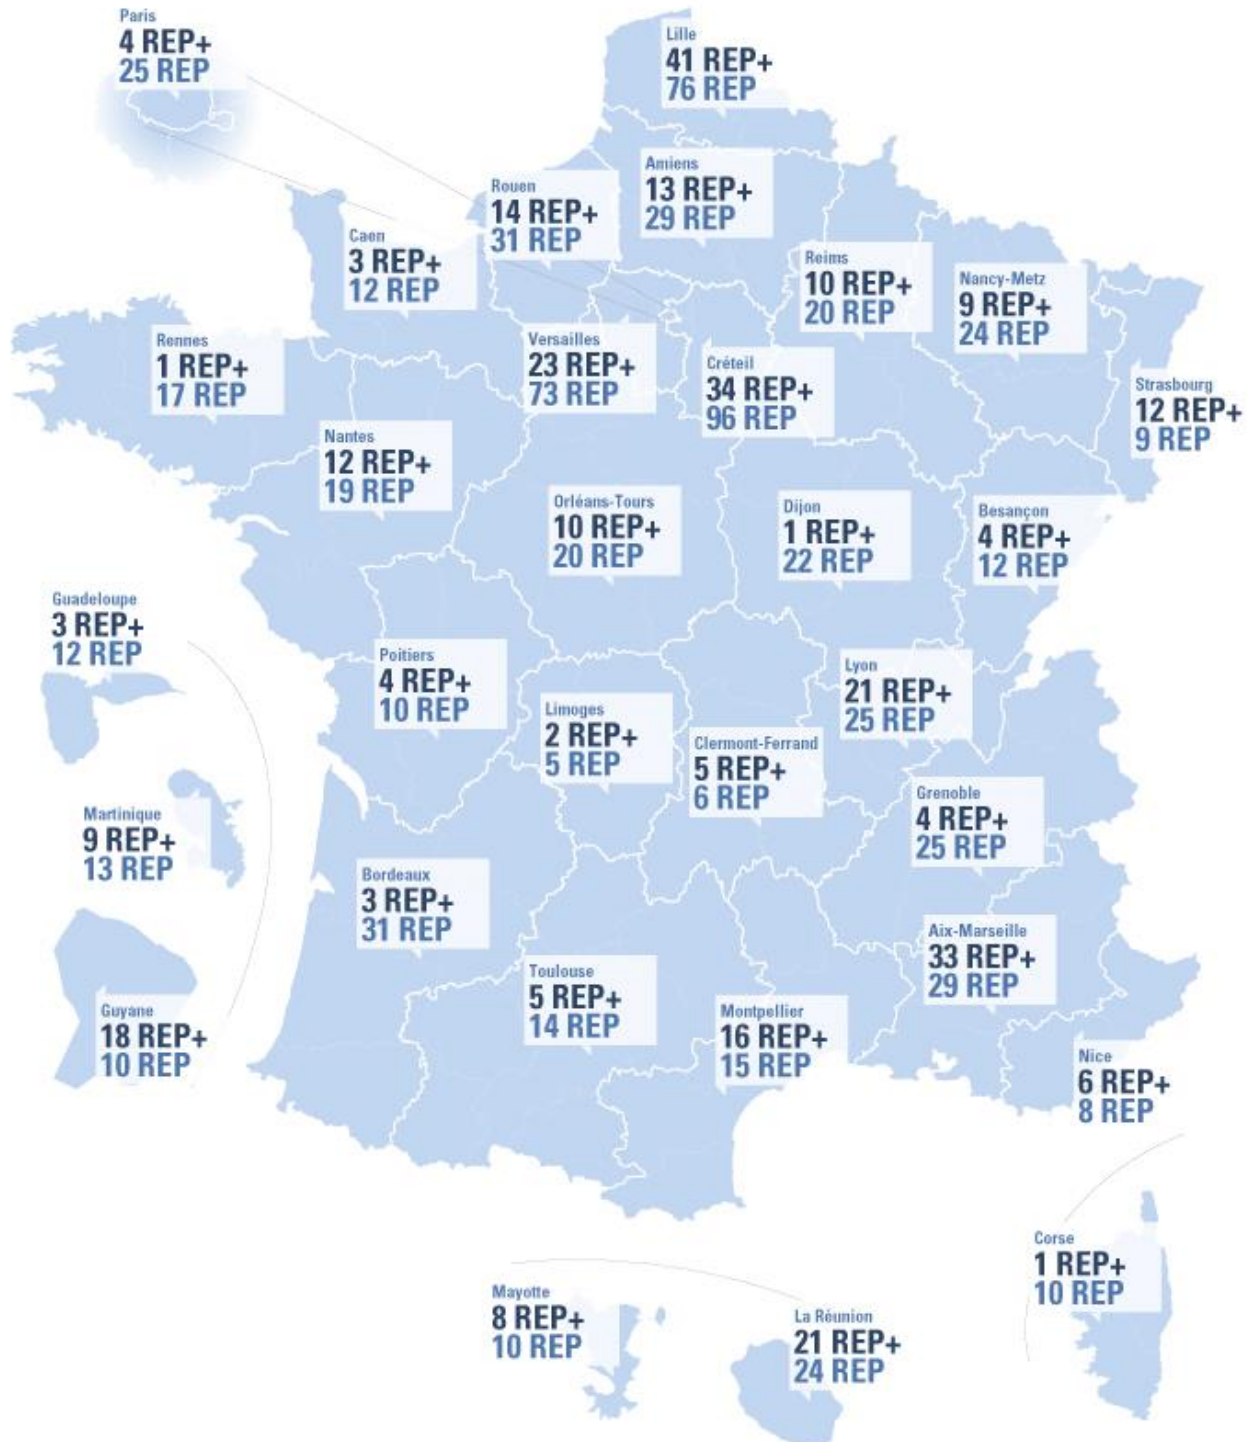 Paris
4 REP+
25 REP
Lille
41 REP+
76 REP
Amiens
13 REP+
29 REP
Rouen
14 REP+
31 REP
Caen
3 REP+
12 REP
Reims
10 REP+
20 REP
Nancy-Metz
9 REP+
24 REP
Rennes
1 REP+
17 REP
Versailles
23 REP+
73 REP
Créteil
34 REP+
96 REP
Strasbourg
12 REP+
9 REP
Nantes
12 REP+
19 REP
Orléans-Tours
10 REP+
20 REP
Dijon
1 REP+
22 REP
Besançon
4 REP+
12 REP
Guadeloupe
3 REP+
12 REP
Poitiers
4 REP+
10 REP
Limoges
2 REP+
5 REP
Lyon
21 REP+
25 REP
Clermont-Ferrand
5 REP+
6 REP
Grenoble
4 REP+
25 REP
Martinique
9 REP+
13 REP
Bordeaux
3 REP+
31 REP
Aix-Marseille
33 REP+
29 REP
Toulouse
5 REP+
14 REP
Guyane
18 REP+
10 REP
Montpellier
16 REP+
15 REP
Nice
6 REP+
8 REP
Corse
1 REP+
10 REP
Mayotte
8 REP+
10 REP
La Réunion
21 REP+
24 REP